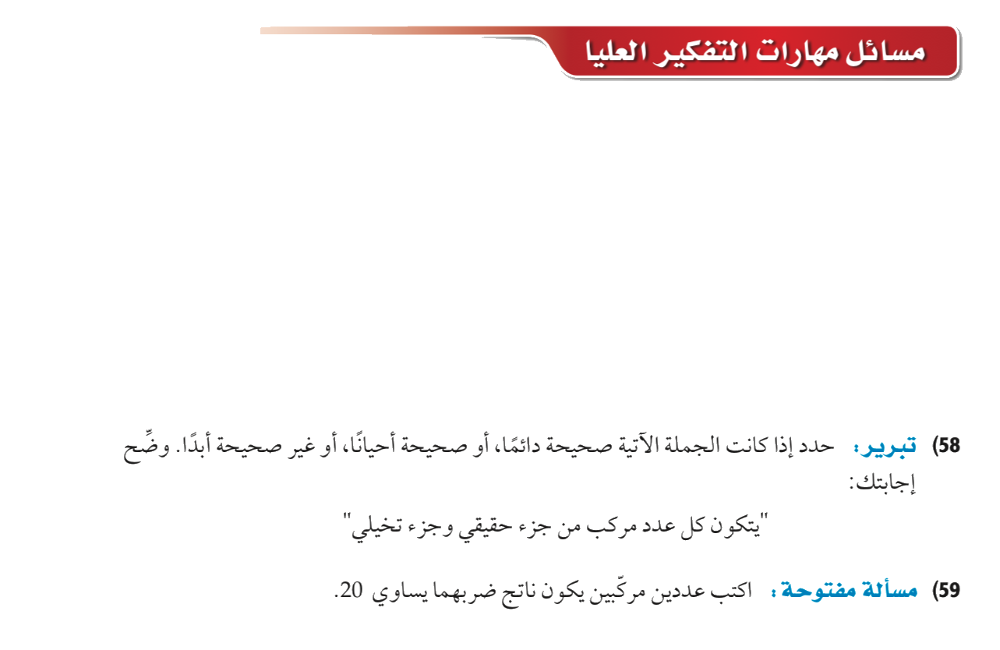 مسائل مهارات التفكير العليا
58) تبرير: حدد إذا كانت الجملة الآتية صحيحة دائمًا، أو صحيحة أحيانًا، أو غير صحيحة أبدًا. وضِّح
إجابتك:
"يتكون كل عدد مركب من جزء حقيقي وجزء تخيلي"
59) مسألة مفتوحة: اكتب عددين مركّبين يكون ناتج ضربهما يساوي 20.